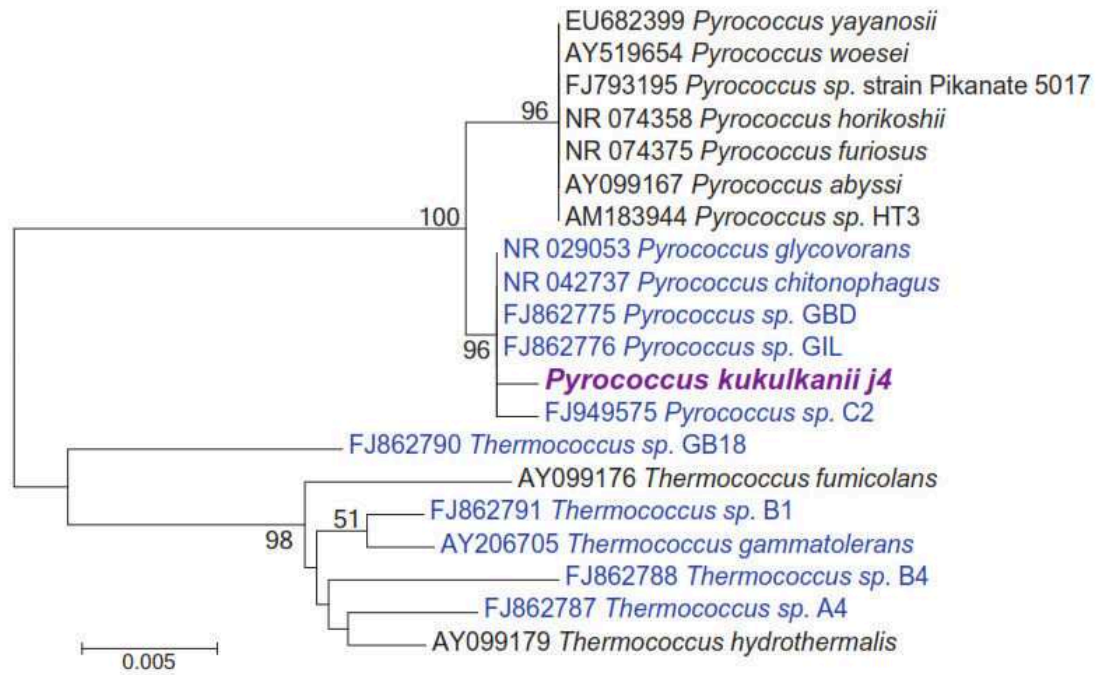 EU682399 Pyrococcus yayanosii
AY519654 Pyrococcus woesei
FJ793195 Pyrococcus sp. strain Pikanate 5017
96
NR 074358 Pyrococcus horikoshii
NR 074375 Pyrococcus furiosus
AY099167 Pyrococcus abyssi
100
AM183944 Pyrococcus sp. HT3
NR 029053 Pyrococcus glycovorans
NR 042737 Pyrococcus chitonophagus
FJ862775 Pyrococcus sp. GBD
96
FJ862776 Pyrococcus sp. GIL
Pyrococcus kukulkanii j4
FJ949575 Pyrococcus sp. C2
FJ862790 Thermococcus sp. GB18
AY099176 Thermococcus fumicolans
51
FJ862791 Thermococcus sp. B1
98
AY206705 Thermococcus gammatolerans
FJ862788 Thermococcus sp. B4
FJ862787 Thermococcus sp. A4
AY099179 Thermococcus hydrothermalis
0.005